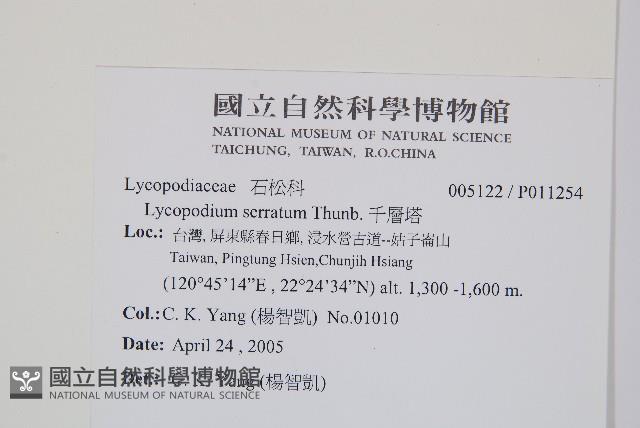 國立自然科學博物館
NATIONAL MUSEUM OF NATURAL SCIENCE
TAICHUNG, TAIWAN, R.O.CHINA
Lycopodiaceae 石松科 005122 / P011254
Lycopodium serratum Thunb. 千層塔
Loc.: 台灣, 屏東縣春日鄉, 浸水營古道--姑子崙山
Taiwan, Pingtung Hsien,Chunjih Hsiang
(120°45'14”E , 22°24'34”N) alt. 1,300 -1,600 m.
Col.: C. K. Yang (楊智凱) No.01010
Date: April 24 , 2005
(楊智凱)
國立自然科學博物館
NATIONAL MUSEUM OF NATURAL SCIENCE